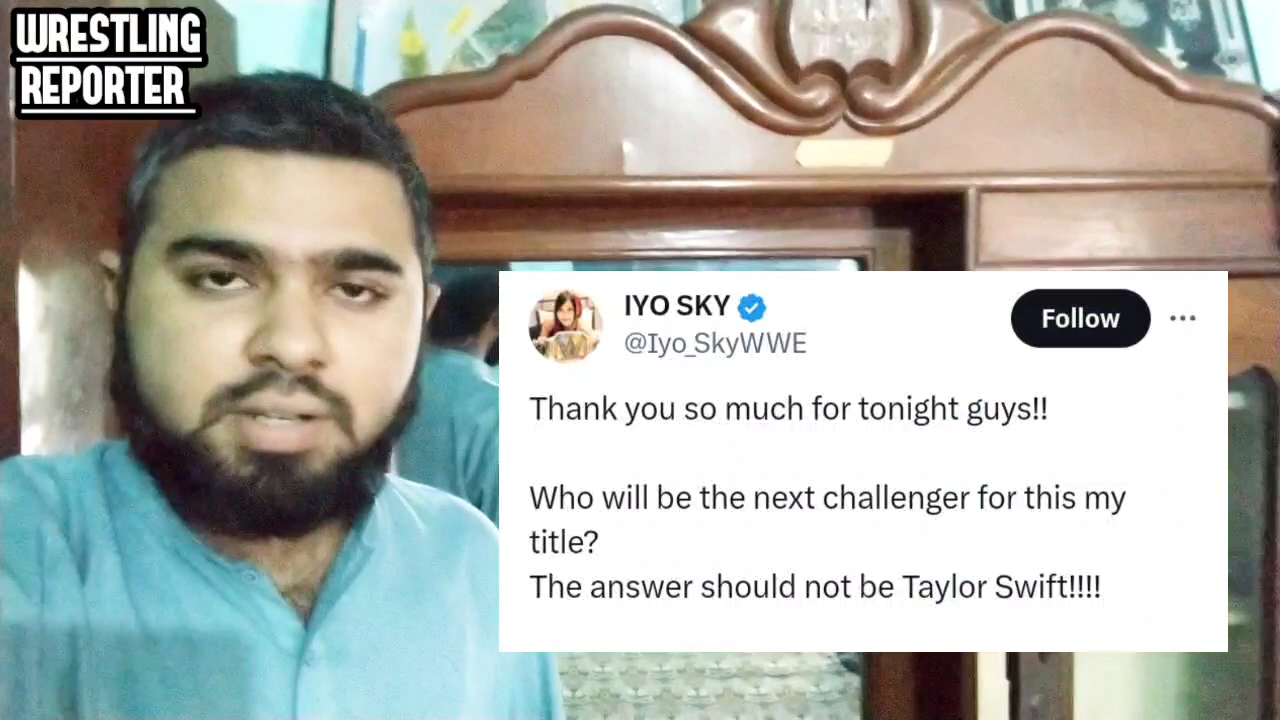 WRESTLING
REPORTER
IYO SKY
@Iyo_SkyWWE
Follow
Thank you so much for tonight guys!!
Who will be the next challenger for this my
title?
The answer should not be Taylor Swift!!!!